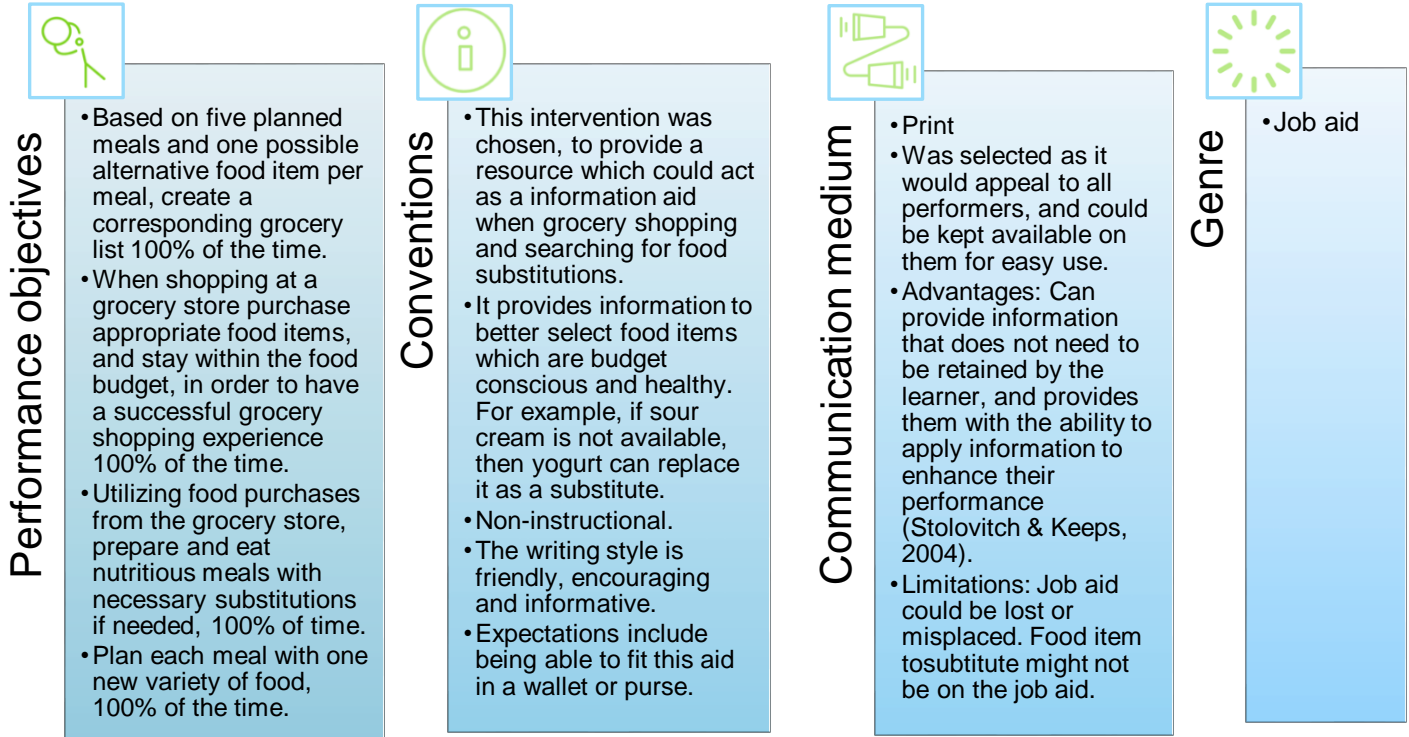 Performance objectives
•Based on five planned
meals and one possible
alternative food item per
meal, create a
corresponding grocery
list 100% of the time.
•When shopping at a
grocery store purchase
appropriate food items,
and stay within the food
budget, in order to have
a successful grocery
shopping experience
100% of the time.
•Utilizing food purchases
from the grocery store,
prepare and eat
nutritious meals with
necessary substitutions
if needed, 100% of time.
•Plan each meal with one
new variety of food,
100% of the time.
Conventions
•This intervention was
chosen, to provide a
resource which could act
as a information aid
when grocery shopping
and searching for food
substitutions.
•It provides information to
better select food items
which are budget
conscious and healthy.
For example, if sour
cream is not available,
then yogurt can replace
it as a substitute.
•Non-instructional.
•The writing style is
friendly, encouraging
and informative.
•Expectations include
being able to fit this aid
in a wallet or purse.
Communication medium
•Print
•Was selected as it
would appeal to all
performers, and could
be kept available on
them for easy use.
•Advantages: Can
provide information
that does not need to
be retained by the
learner, and provides
them with the ability to
apply information to
enhance their
performance
(Stolovitch & Keeps,
2004).
•Limitations: Job aid
could be lost or
misplaced. Food item
tosubtitute might not
be on the job aid.
Genre
•Job aid